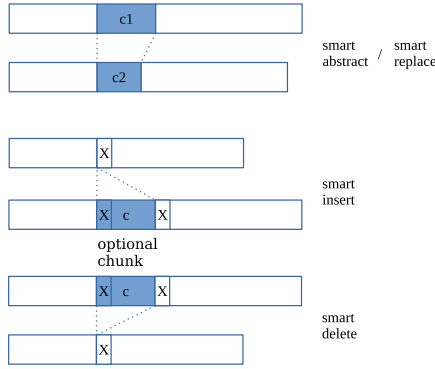 c1
smart smart
abstract / replace
c2
X
smart
insert
X c X
optional
chunk
X c X
smart
delete
X